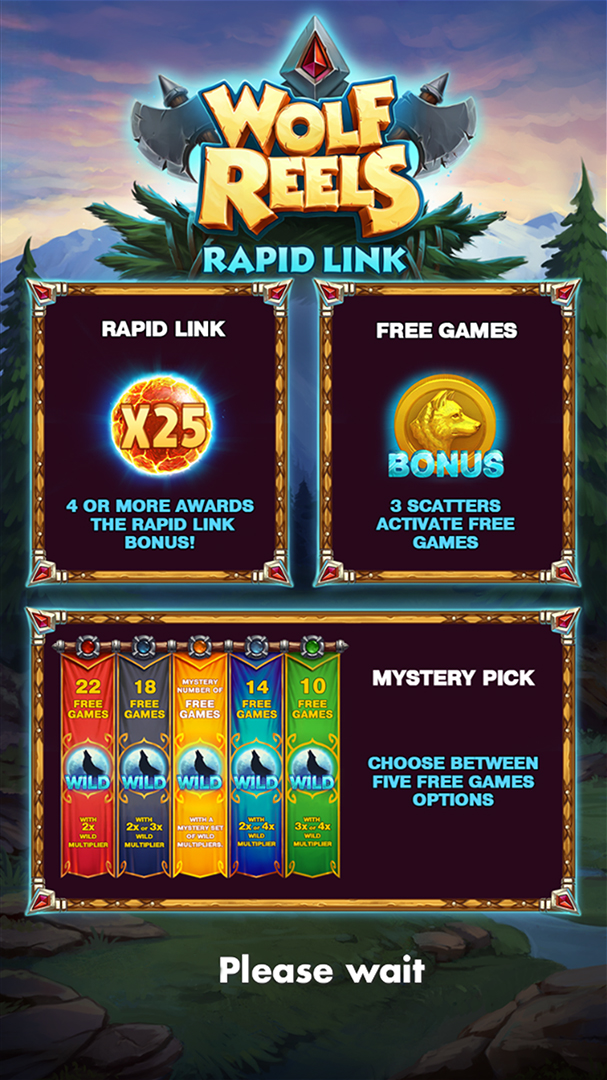 WOLF
REELS
RAPID LINK
RAPID LINK
X25
4 OR MORE AWARDS
THE RAPID LINK
BONUS!
FREE GAMES
BONUS
3 SCATTERS
ACTIVATE FREE
GAMES
22
FREE
GAMES
WILD
WITH
2x
WILD
MULTIPLIER
18
FREE
GAMES
WILD
WITH
2x or 3x
WILD
MULTIPLIER
MYSTERY
NUMBER OF
FREE
GAMES
WILD
WITH A
MYSTERY SET
OF WILD
MULTIPLIERS
14
FREE
GAMES
WILD
WITH
2x or 4x
WILD
MULTIPLIER
10
FREE
GAMES
WILD
WITH
3x or 4x
WILD
MULTIPLIER
MYSTERY PICK
CHOOSE BETWEEN
FIVE FREE GAMES
OPTIONS
Please wait